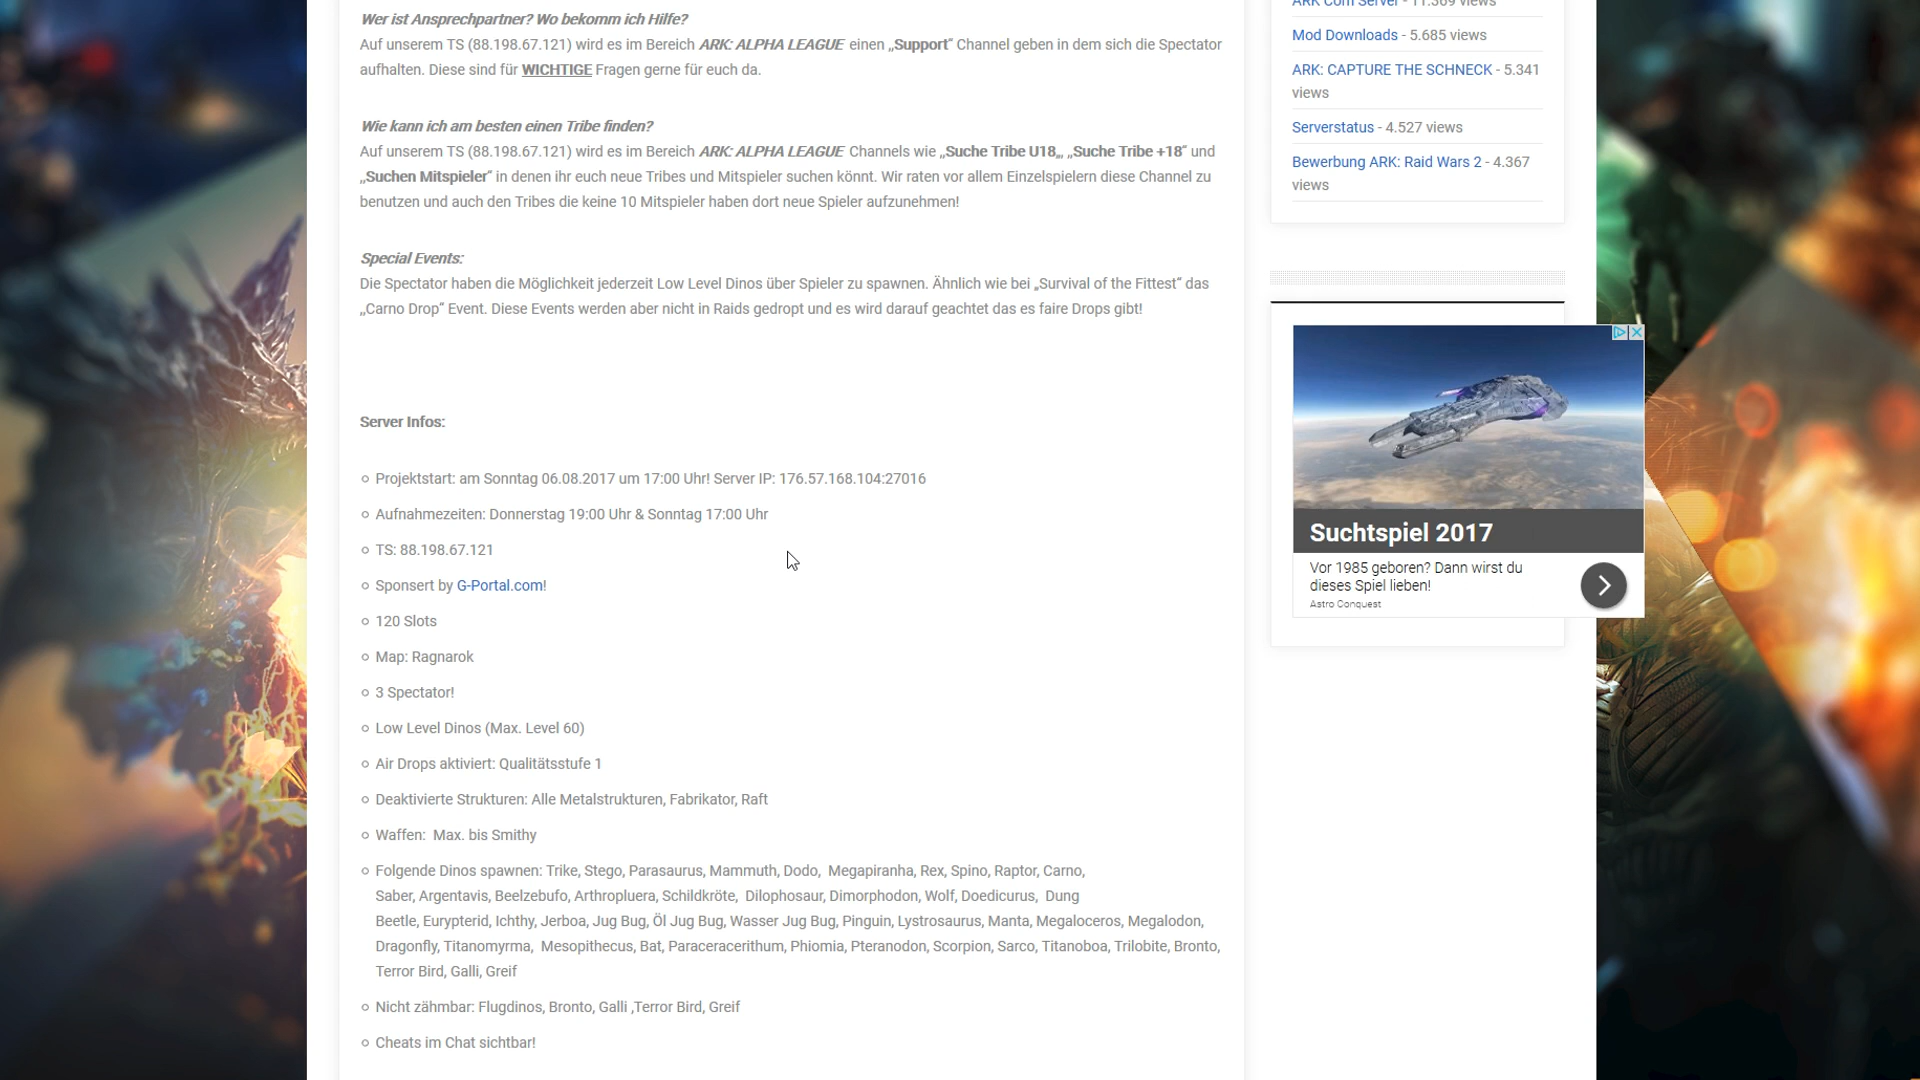 Wer ist Ansprechpartner? Wo bekomm ich Hilfe?
Auf unserem TS (88.198.67.121) wird es im Bereich ARK: ALPHA LEAGUE einen „Support“ Channel geben in dem sich die Spectator
aufhalten. Diese sind für WICHTIGE Fragen gerne für euch da.
Wie kann ich am besten einen Tribe finden?
Auf unserem TS (88.198.67.121) wird es im Bereich ARK: ALPHA LEAGUE Channels wie „Suche Tribe U18„, „Suche Tribe +18“ und
„Suchen Mitspieler“ in denen ihr euch neue Tribes und Mitspieler suchen könnt. Wir raten vor allem Einzelspielern diese Channel zu
benutzen und auch den Tribes die keine 10 Mitspieler haben dort neue Spieler aufzunehmen!
Special Events:
Die Spectator haben die Möglichkeit jederzeit Low Level Dinos über Spieler zu spawnen. Ähnlich wie bei „Survival of the Fittest“ das
„Carno Drop“ Event. Diese Events werden aber nicht in Raids gedropt und es wird darauf geachtet das es faire Drops gibt!
Server Infos:
Projektstart: am Sonntag 06.08.2017 um 17:00 Uhr! Server IP: 176.57.168.104:27016
Aufnahmezeiten: Donnerstag 19:00 Uhr & Sonntag 17:00 Uhr
TS: 88.198.67.121
Sponsert by G-Portal.com!
120 Slots
Map: Ragnarok
3 Spectator!
Low Level Dinos (Max. Level 60)
Air Drops aktiviert: Qualitätsstufe 1
Deaktivierte Strukturen: Alle Metalstrukturen, Fabrikator, Raft
Waffen: Max. bis Smithy
Folgende Dinos spawnen: Trike, Stego, Parasaurus, Mammuth, Dodo, Megapiranha, Rex, Spino, Raptor, Carno,
Saber, Argentavis, Beelzebufo, Arthropluera, Schildkröte, Dilophosaur, Dimorphodon, Wolf, Doedicurus, Dung
Beetle, Eurypterid, Ichthy, Jerboa, Jug Bug, Öl Jug Bug, Wasser Jug Bug, Pinguin, Lystrosaurus, Manta, Megaloceros, Megalodon,
Dragonfly, Titanomyrma, Mesopithecus, Bat, Paraceracerithum, Phiomia, Pteranodon, Scorpion, Sarco, Titanoboa, Trilobite, Bronto,
Terror Bird, Galli, Greif
Nicht zähmbar: Flugdinos, Bronto, Galli ,Terror Bird, Greif
Cheats im Chat sichtbar!
ARK Com Server - 11.369 views
Mod Downloads - 5.685 views
ARK: CAPTURE THE SCHNECK - 5.341
views
Serverstatus - 4.527 views
Bewerbung ARK: Raid Wars 2 - 4.367
views
Suchtspiel 2017
Vor 1985 geboren? Dann wirst du
dieses Spiel lieben!
Astro Conquest